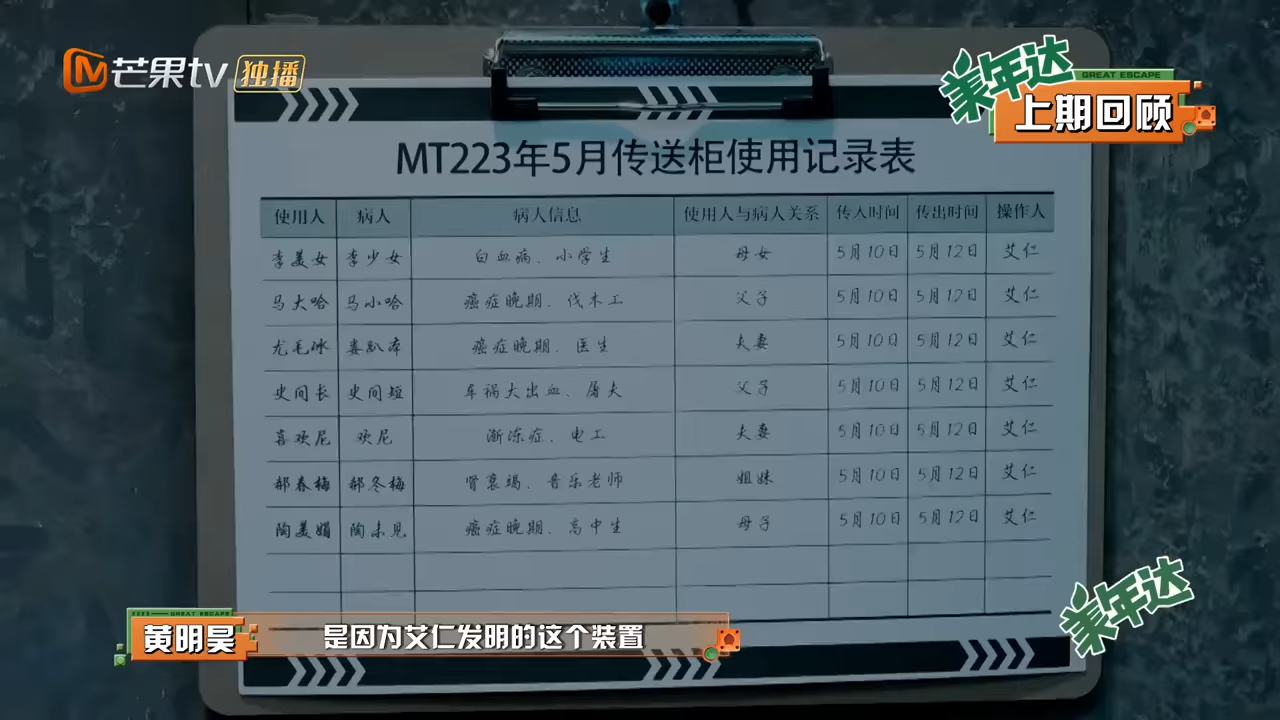 芒果tv 独播
美年达
GREAT ESCAPE
上期回顾
MT223年5月传送柜使用记录表
使用人 病人 病人信息 使用人与病人关系 传入时间 传出时间 操作人
李美女 李少女 白血病、小学生 母女 5月10日 5月12日 艾仁
马大哈 马小哈 癌症晚期、伐木工 父子 5月10日 5月12日 艾仁
尤毛冰 娄趴奔 癌症晚期、医生 夫妻 5月10日 5月12日 艾仁
史间长 史间短 车祸大出血、屠夫 父子 5月10日 5月12日 艾仁
喜欢尼 欢尼 渐冻症、电工 夫妻 5月10日 5月12日 艾仁
郝春梅 郝冬梅 肾衰竭、音乐老师 姐妹 5月10日 5月12日 艾仁
陶美媚 陶未见 癌症晚期、高中生 母子 5月10日 5月12日 艾仁
美年达
GREAT ESCAPE
黄明昊 是因为艾仁发明的这个装置